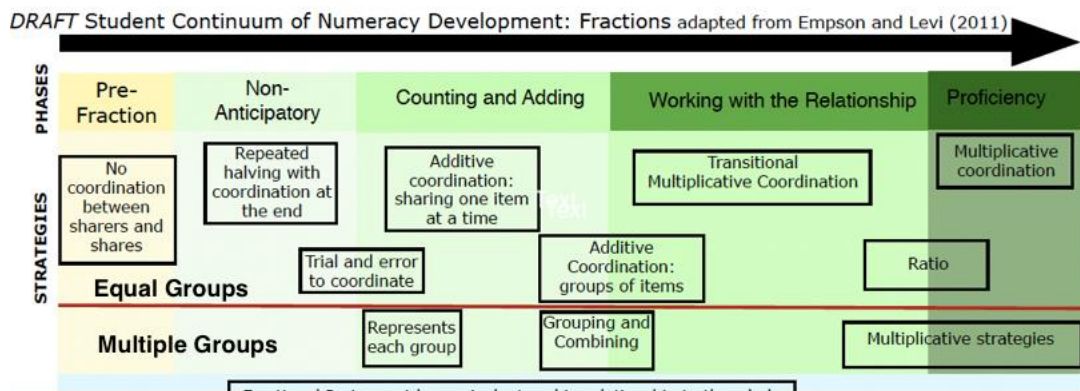 DRAFT Student Continuum of Numeracy Development: Fractions adapted from Empson and Levi (2011)
PHASES
Pre-
Fraction
Non-
Anticipatory
Counting and Adding
Working with the Relationship
Proficiency
STRATEGIES
No
coordination
between
sharers and
shares
Repeated
halving with
coordination at
the end
Additive
coordination:
sharing one item
at a time
Text
Text
Transitional
Multiplicative Coordination
Multiplicative
coordination
Trial and error
to coordinate
Additive
Coordination:
groups of items
Ratio
Equal Groups
Multiple Groups
Represents
each group
Grouping and
Combining
Multiplicative strategies